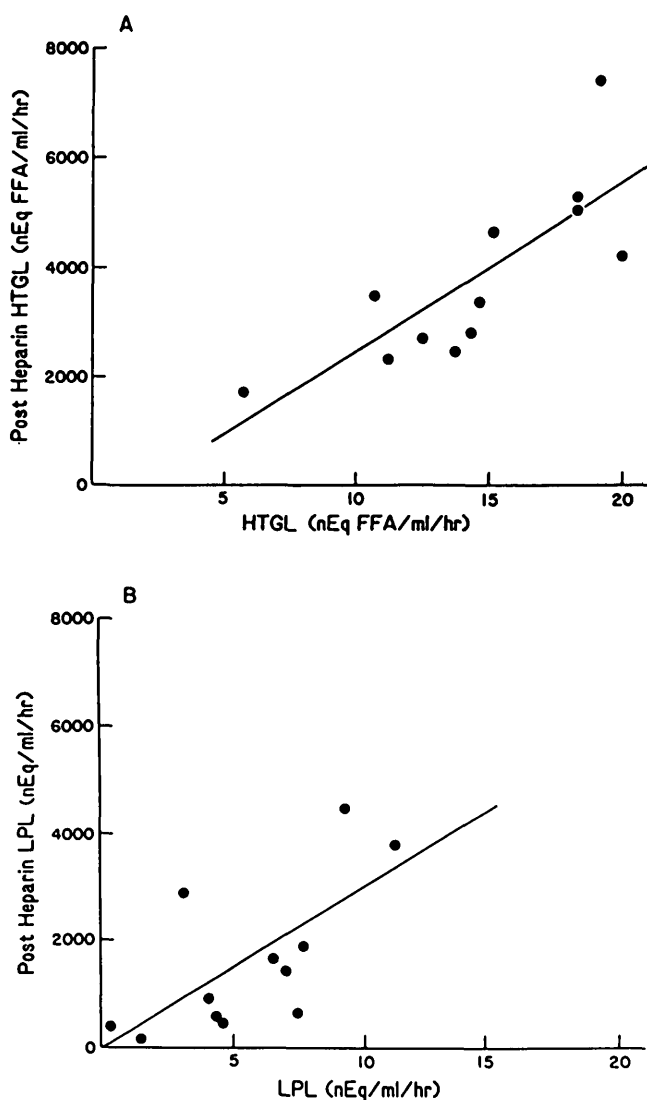 A
8000
6000
4000
2000
0
Post Heparin HTGL (nEq FFA/ml/hr)
5 10 15 20
HTGL (nEq FFA/ml/hr)
B
8000
6000
4000
2000
0
Post Heparin LPL (nEq/ml/hr)
5 10 15 20
LPL (nEq/ml/hr)